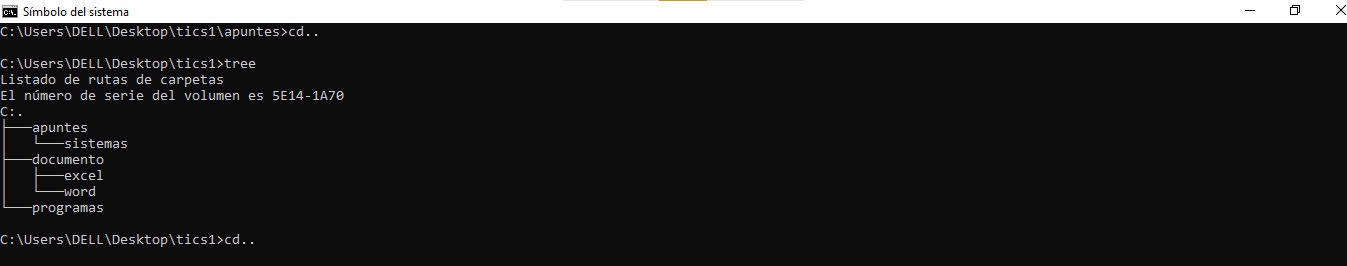 Símbolo del sistema
C:\Users\DELL\Desktop\tics1\apuntes>cd..
C:\Users\DELL\Desktop\tics1>tree
Listado de rutas de carpetas
El número de serie del volumen es 5E14-1A70
C:.
├───apuntes
│   └───sistemas
├───documento
│   ├───excel
│   └───word
└───programas
C:\Users\DELL\Desktop\tics1>cd..